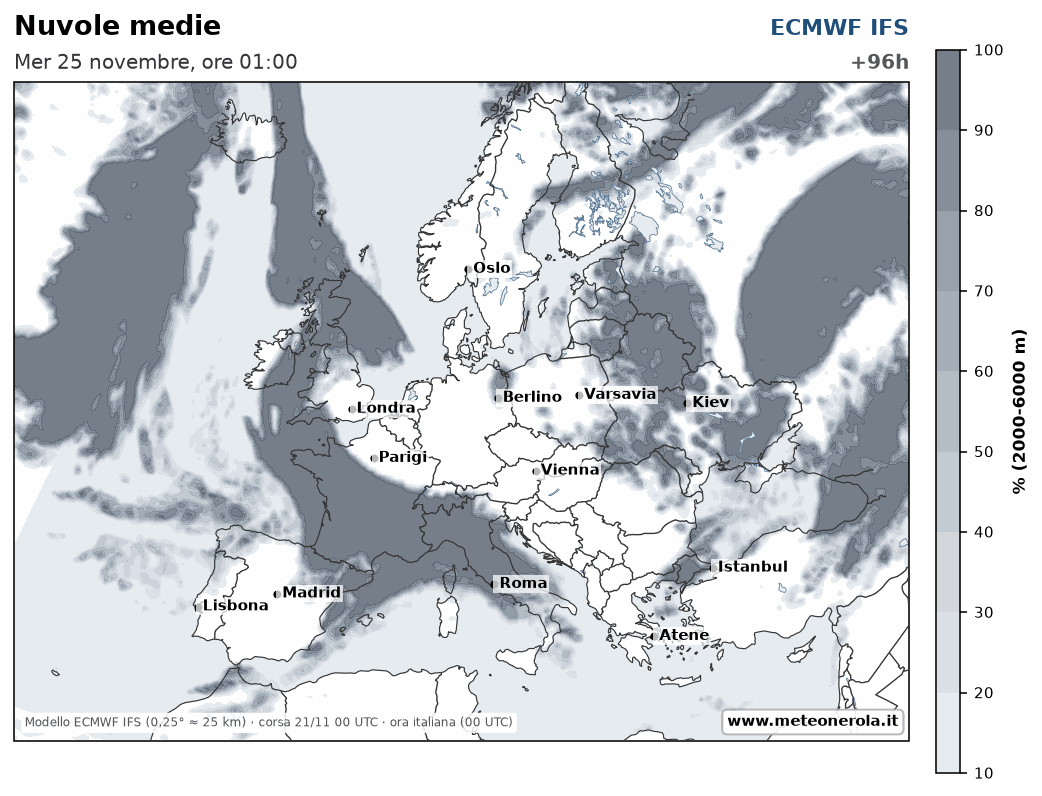 Nuvole medie
ECMWF IFS
Mer 25 novembre, ore 01:00
+96h
100
90
80
70
60
50
40
30
20
10
% (2000-6000 m)
Oslo
Berlino
Varsavia
Kiev
Londra
Parigi
Vienna
Istanbul
Roma
Madrid
Lisbona
Atene
Modello ECMWF IFS (0,25° ≈ 25 km) · corsa 21/11 00 UTC · ora italiana (00 UTC)
www.meteonerola.it